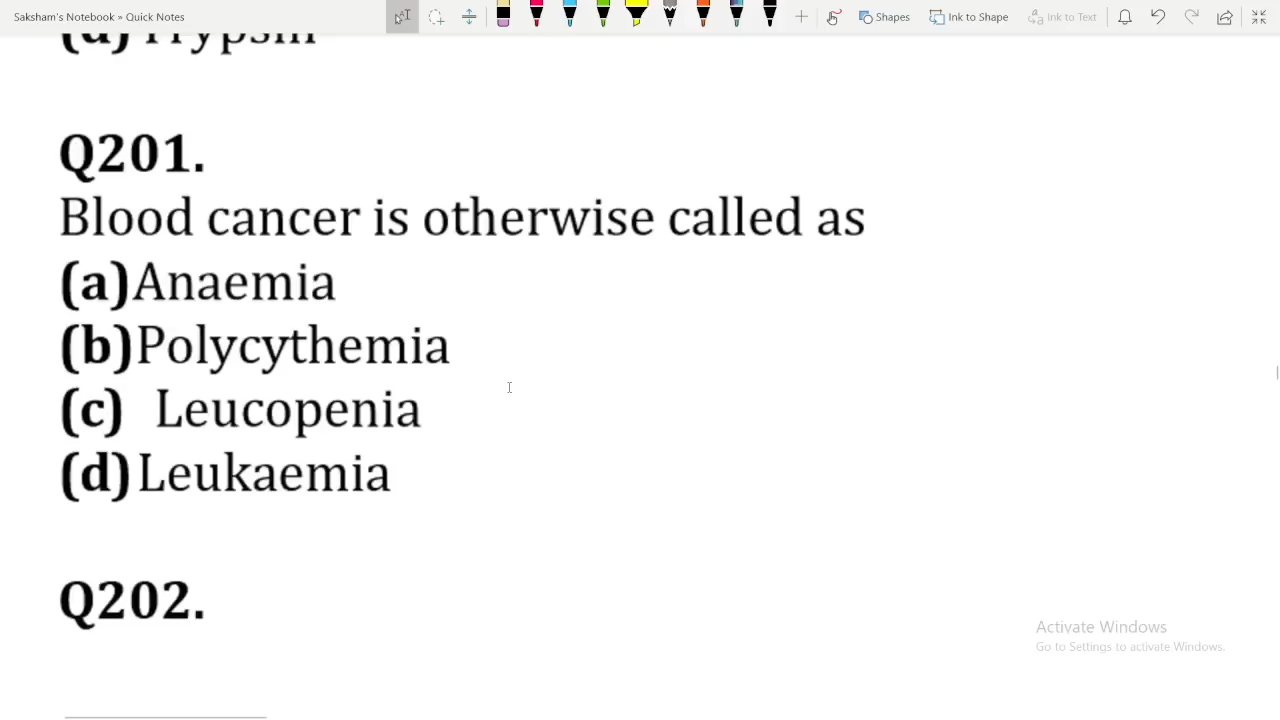 Saksham's Notebook » Quick Notes
Shapes
Ink to Shape
Ink to Text
(d) Trypsin
Q201.
Blood cancer is otherwise called as
(a)Anaemia
(b)Polycythemia
(c) Leucopenia
(d)Leukaemia
Q202.
Activate Windows
Go to Settings to activate Windows.